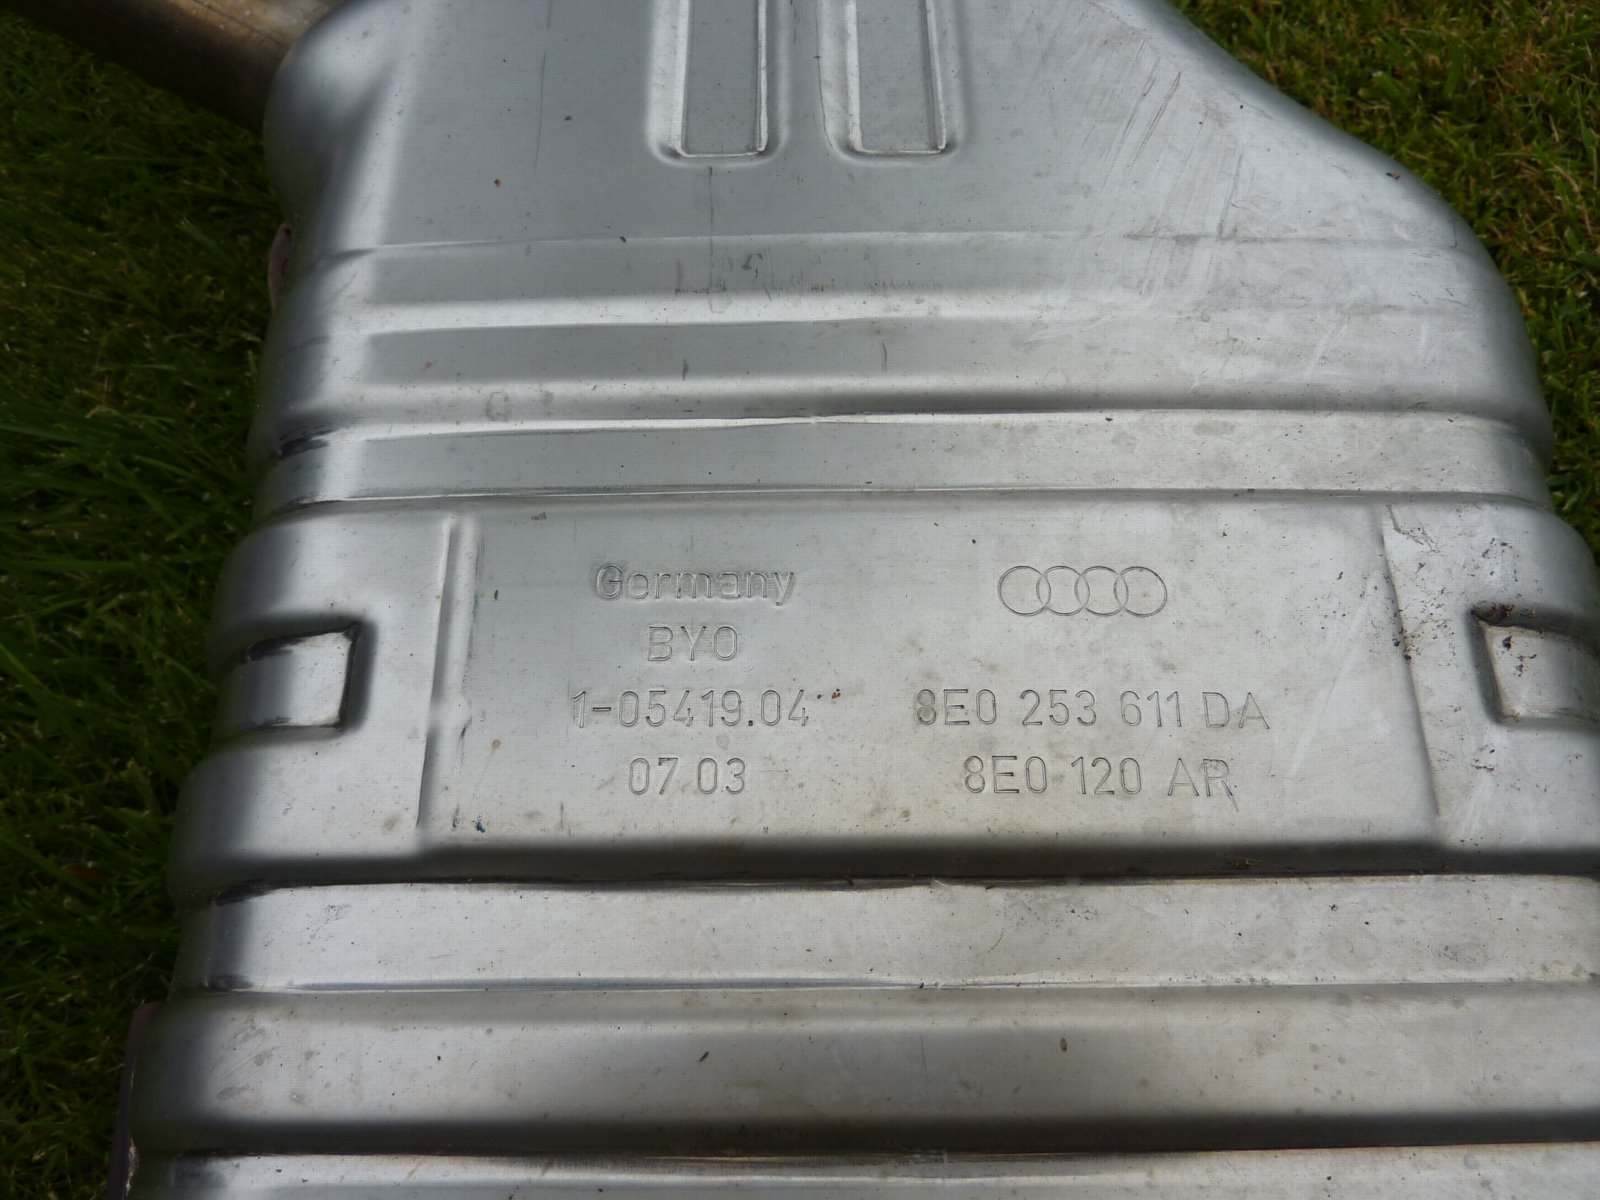 Germany
BYO
1-05419.04
07 03
8E0 253 611 DA
8E0 120 AR